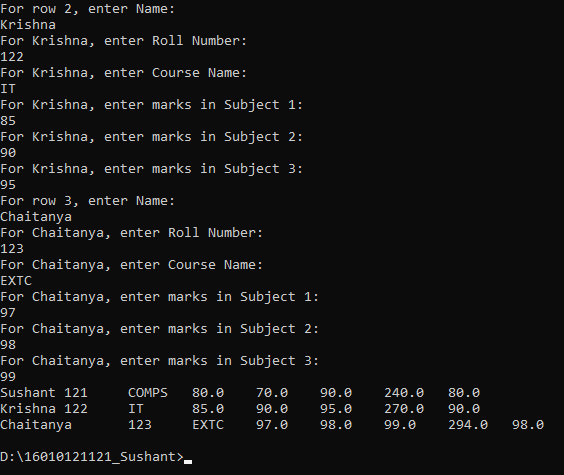 For row 2, enter Name:
Krishna
For Krishna, enter Roll Number:
122
For Krishna, enter Course Name:
IT
For Krishna, enter marks in Subject 1:
85
For Krishna, enter marks in Subject 2:
90
For Krishna, enter marks in Subject 3:
95
For row 3, enter Name:
Chaitanya
For Chaitanya, enter Roll Number:
123
For Chaitanya, enter Course Name:
EXTC
For Chaitanya, enter marks in Subject 1:
97
For Chaitanya, enter marks in Subject 2:
98
For Chaitanya, enter marks in Subject 3:
99
Sushant 121     COMPS   80.0    70.0    90.0    240.0   80.0
Krishna 122     IT      85.0    90.0    95.0    270.0   90.0
Chaitanya       123     EXTC    97.0    98.0    99.0    294.0   98.0
D:\16010121121_Sushant>